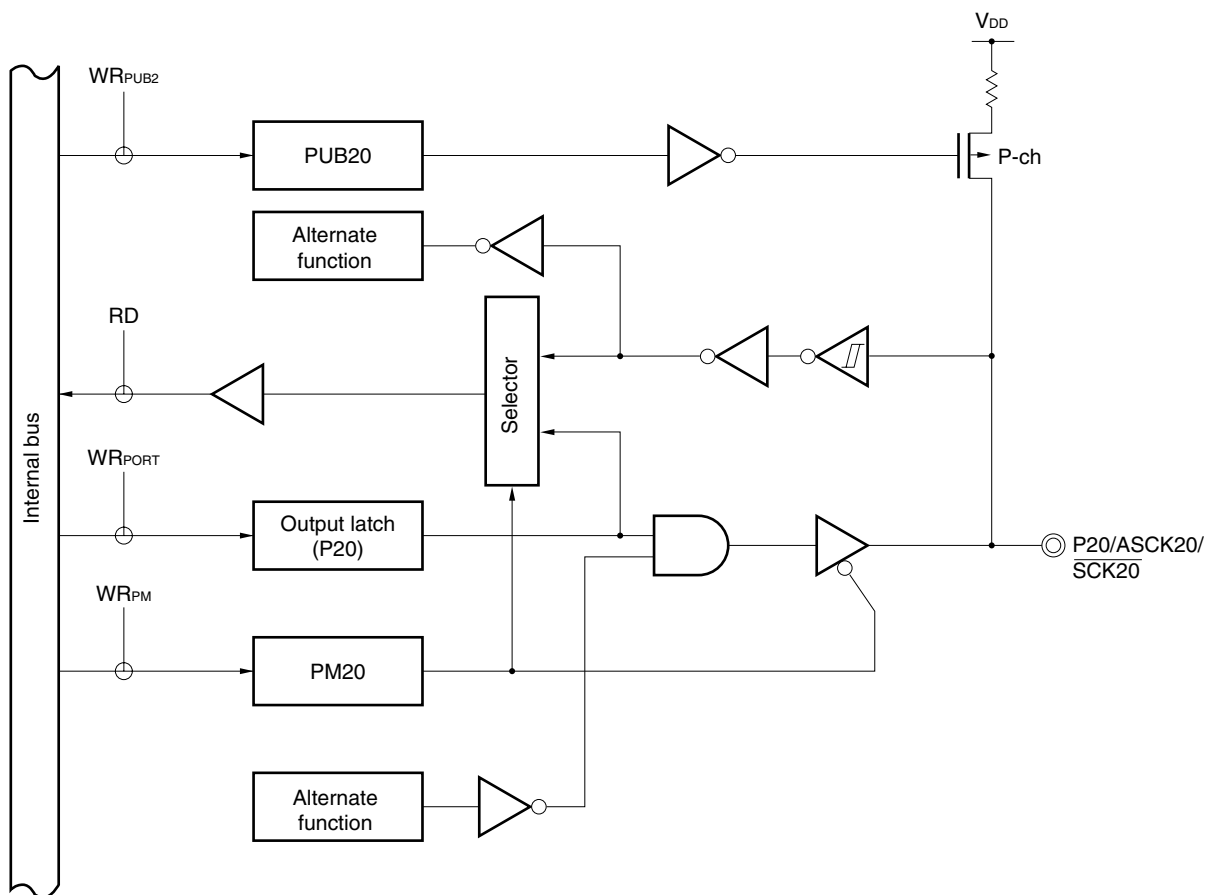 VDD
WRPUB2
PUB20
P-ch
Alternate
function
RD
Selector
Internal bus
WRPORT
Output latch
(P20)
P20/ASCK20/
SCK20
WRPM
PM20
Alternate
function